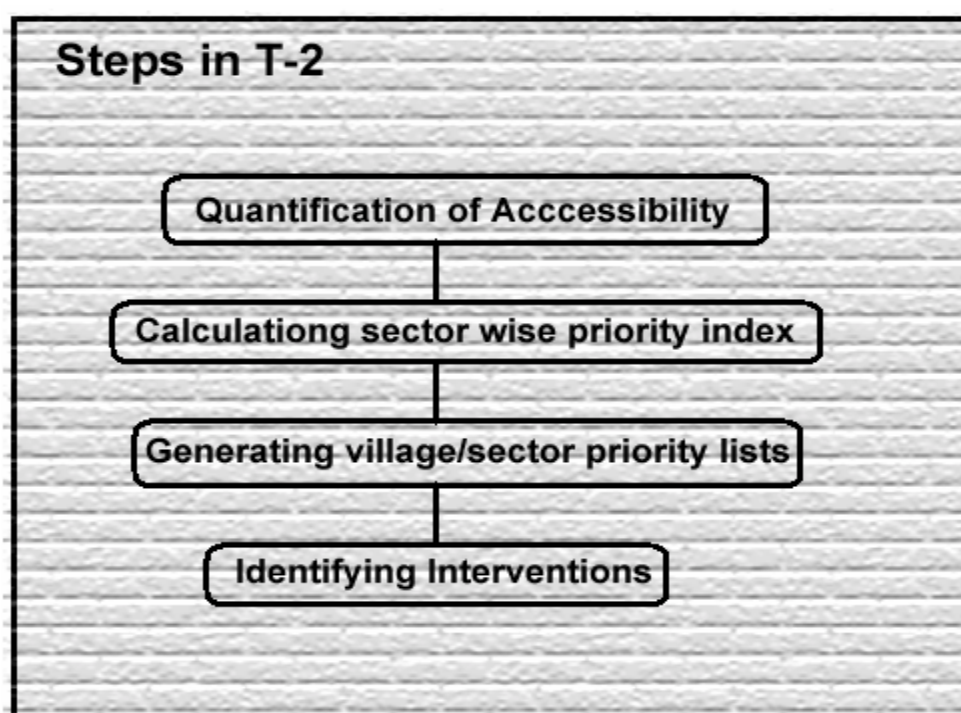 Steps in T-2
Quantification of Acccessibility
Calculationg sector wise priority index
Generating village/sector priority lists
Identifying Interventions